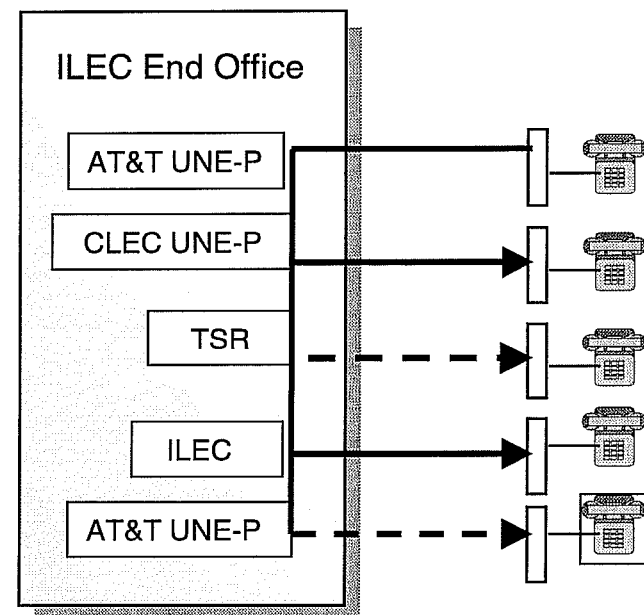 ILEC End Office
AT&T UNE-P
CLEC UNE-P
TSR
ILEC
AT&T UNE-P